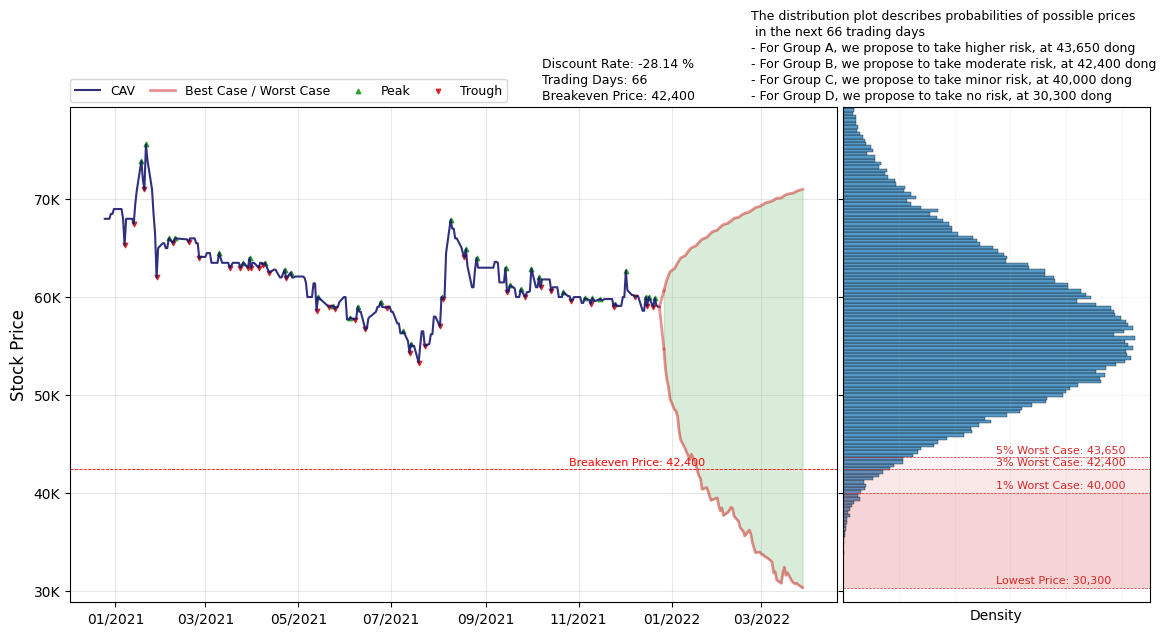 The distribution plot describes probabilities of possible prices
in the next 66 trading days
- For Group A, we propose to take higher risk, at 43,650 dong
- For Group B, we propose to take moderate risk, at 42,400 dong
- For Group C, we propose to take minor risk, at 40,000 dong
- For Group D, we propose to take no risk, at 30,300 dong
Discount Rate: -28.14 %
Trading Days: 66
Breakeven Price: 42,400
CAV Best Case / Worst Case Peak Trough
Stock Price
70K
60K
50K
40K
30K
Breakeven Price: 42,400
5% Worst Case: 43,650
3% Worst Case: 42,400
1% Worst Case: 40,000
Lowest Price: 30,300
01/2021 03/2021 05/2021 07/2021 09/2021 11/2021 01/2022 03/2022
Density